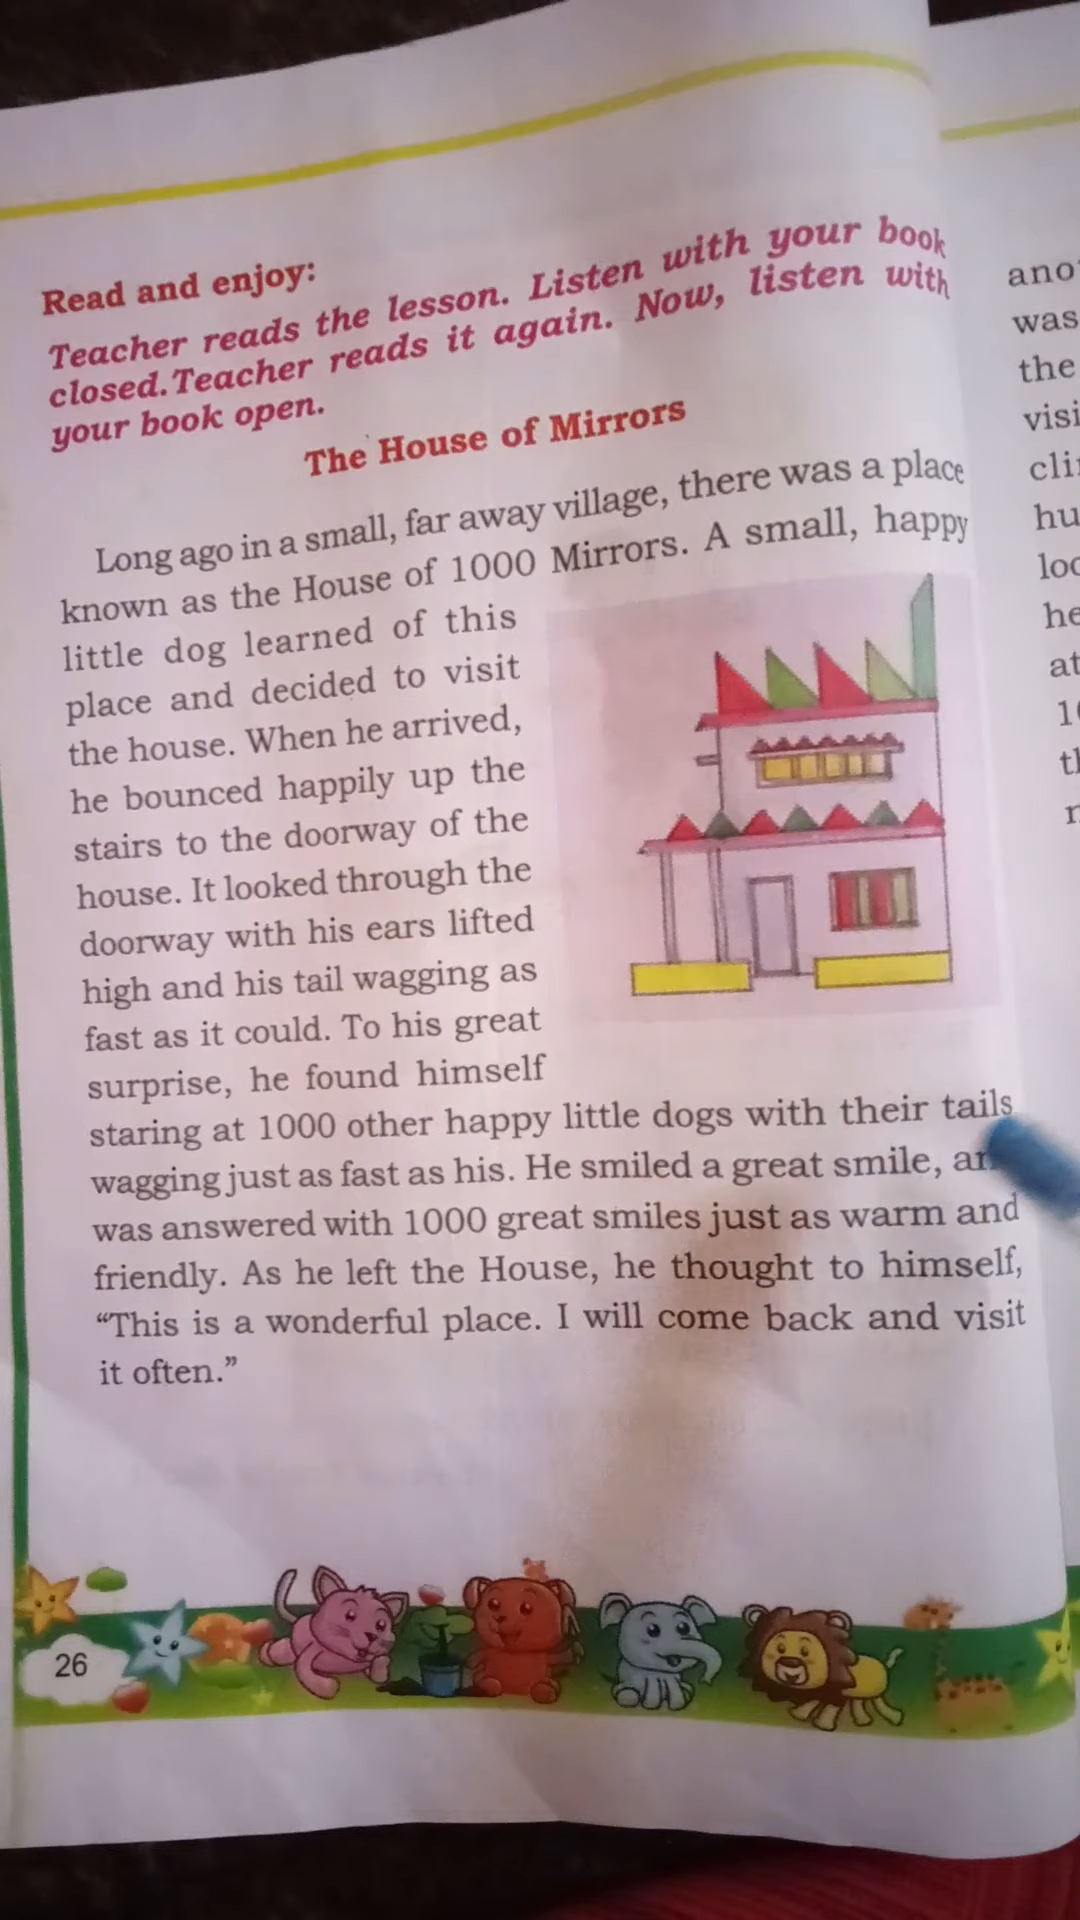 Read and enjoy:
Teacher reads the lesson. Listen with your book
closed.Teacher reads it again. Now, listen with
your book open.
The House of Mirrors
Long ago in a small, far away village, there was a place
known as the House of 1000 Mirrors. A small, happy
little dog learned of this
place and decided to visit
the house. When he arrived,
he bounced happily up the
stairs to the doorway of the
house. It looked through the
doorway with his ears lifted
high and his tail wagging as
fast as it could. To his great
surprise, he found himself
staring at 1000 other happy little dogs with their tails
wagging just as fast as his. He smiled a great smile,
was answered with 1000 great smiles just as warm and
friendly. As he left the House, he thought to himself,
“This is a wonderful place. I will come back and visit
it often.”
26
was
the